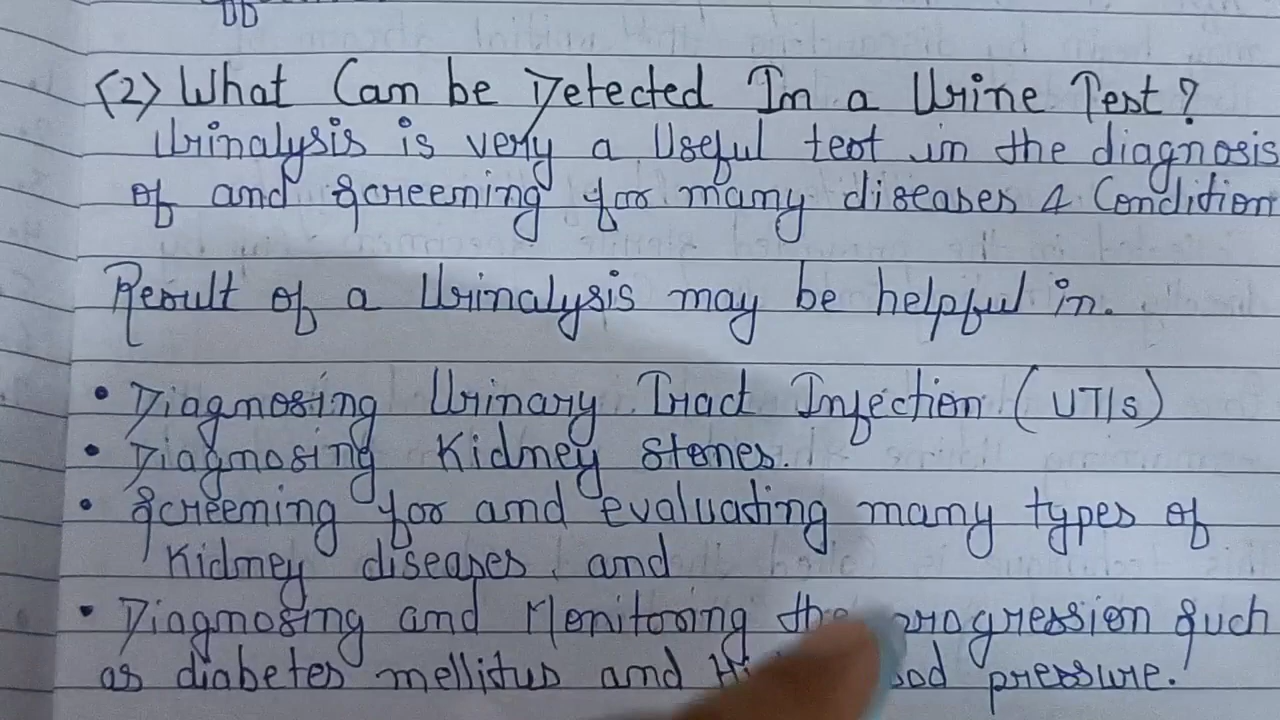 (2) What Can be Detected In a Urine Test?
Urinalysis is very a Useful test in the diagnosis
of and screening for many diseases & Condition
Result of a Urinalysis may be helpful in.
• Diagnosing Urinary Tract Infection (UTIs)
• Diagnosing Kidney stones.
• screening for and evaluating many types of
Kidney diseases and
• Diagnosing and Monitoring the progression such
as diabetes mellitus and pressure.